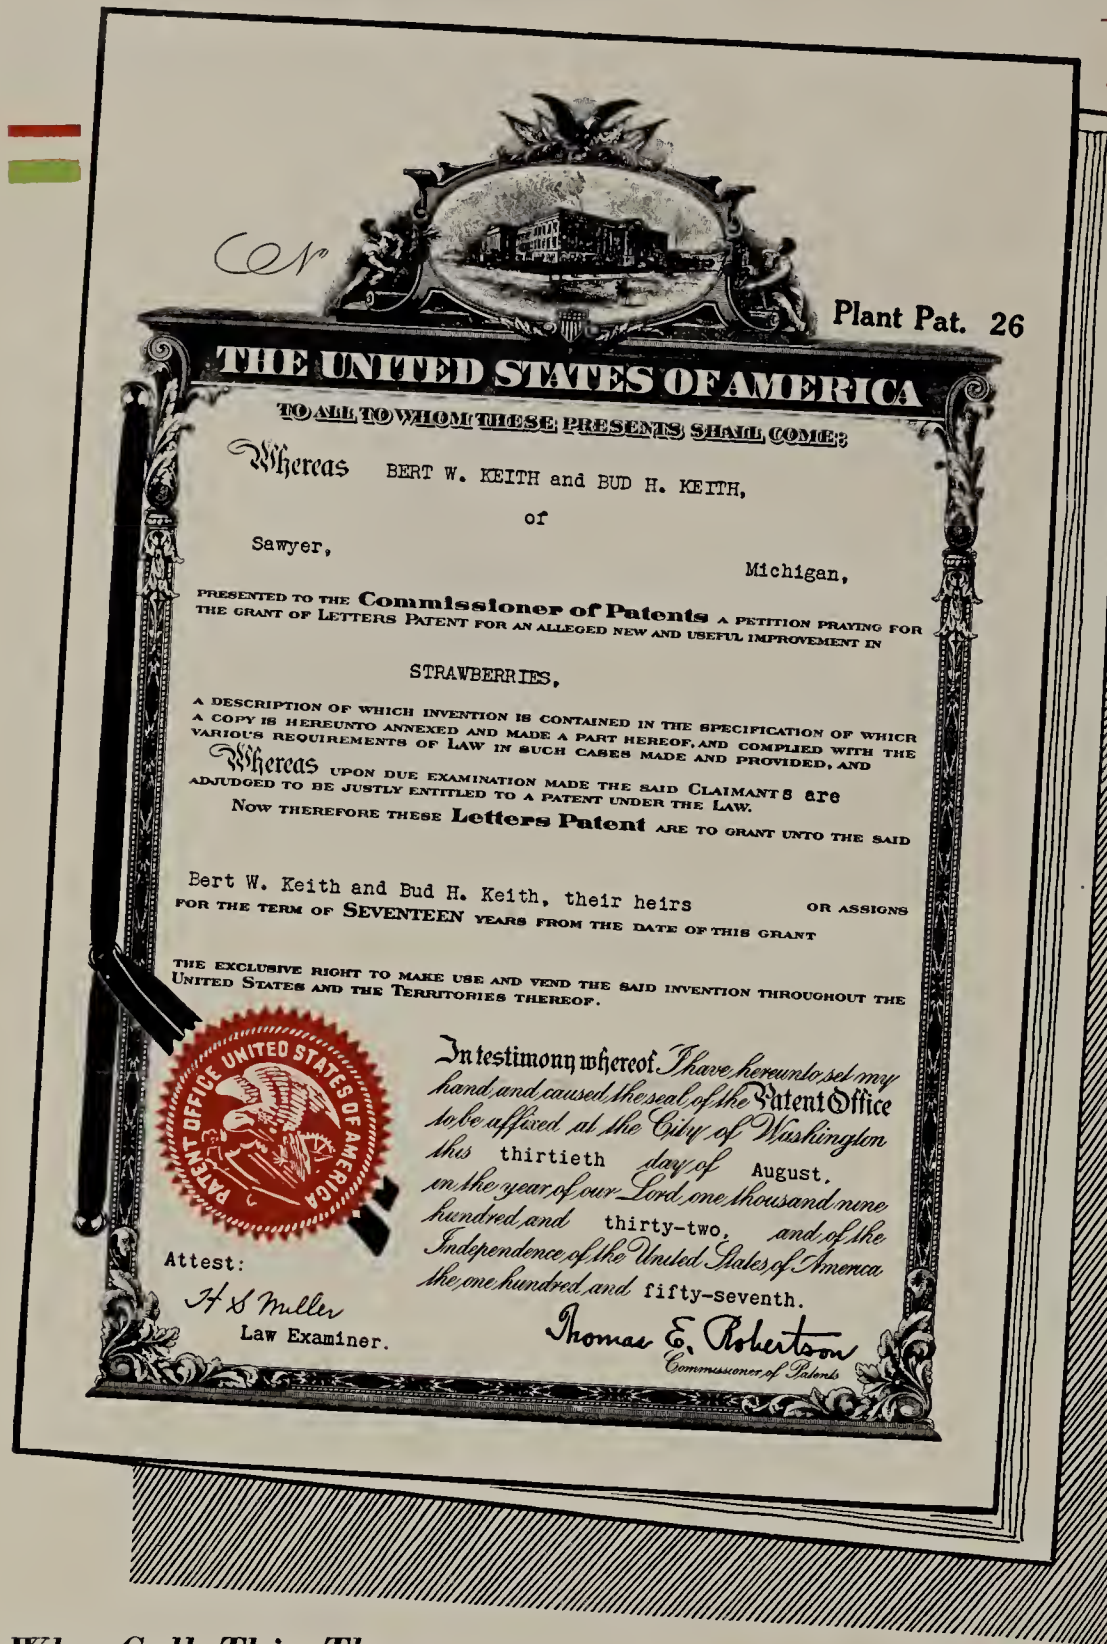 Plant Pat. 26
THE UNITED STATES OF AMERICA
TO ALL TO WHOM THESE PRESENTS SHALL COME:
Whereas BERT W. KEITH and BUD H. KEITH,
of
Sawyer,
Michigan,
PRESENTED TO THE Commissioner of Patents A PETITION PRAYING FOR
THE GRANT OF LETTERS PATENT FOR AN ALLEGED NEW AND USEFUL IMPROVEMENT IN
STRAWBERRIES,
A DESCRIPTION OF WHICH INVENTION IS CONTAINED IN THE SPECIFICATION OF WHICH
A COPY IS HEREUNTO ANNEXED AND MADE A PART HEREOF, AND COMPLIED WITH THE
VARIOUS REQUIREMENTS OF LAW IN SUCH CASES MADE AND PROVIDED, AND
Whereas UPON DUE EXAMINATION MADE THE SAID CLAIMANTS are
ADJUDGED TO BE JUSTLY ENTITLED TO A PATENT UNDER THE LAW.
NOW THEREFORE THESE Letters Patent ARE TO GRANT UNTO THE SAID
Bert W. Keith and Bud H. Keith, their heirs OR ASSIGNS
FOR THE TERM OF SEVENTEEN YEARS FROM THE DATE OF THIS GRANT
THE EXCLUSIVE RIGHT TO MAKE USE AND VEND THE SAID INVENTION THROUGHOUT THE
UNITED STATES AND THE TERRITORIES THEREOF.
PATENT OFFICE UNITED STATES OF AMERICA
In testimony whereof I have hereunto set my
hand and caused the seal of the Patent Office
to be affixed at the City of Washington
this thirtieth day of August,
in the year of our Lord one thousand nine
hundred and thirty-two, and of the
Independence of the United States of America
the one hundred and fifty-seventh.
Attest:
H S Miller
Law Examiner.
Thomas E. Robertson
Commissioner of Patents